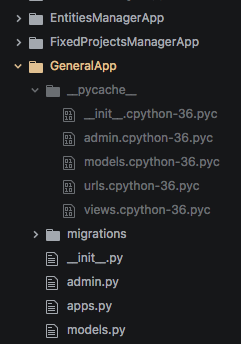 EntitiesManagerApp
FixedProjectsManagerApp
GeneralApp
__pycache__
__init__.cpython-36.pyc
admin.cpython-36.pyc
models.cpython-36.pyc
urls.cpython-36.pyc
views.cpython-36.pyc
migrations
__init__.py
admin.py
apps.py
models.py